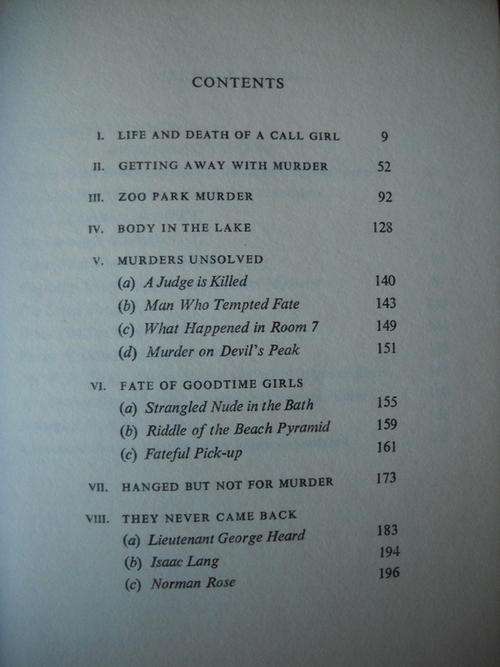 CONTENTS
I. LIFE AND DEATH OF A CALL GIRL 9
II. GETTING AWAY WITH MURDER 52
III. ZOO PARK MURDER 92
IV. BODY IN THE LAKE 128
V. MURDERS UNSOLVED
(a) A Judge is Killed 140
(b) Man Who Tempted Fate 143
(c) What Happened in Room 7 149
(d) Murder on Devil's Peak 151
VI. FATE OF GOODTIME GIRLS
(a) Strangled Nude in the Bath 155
(b) Riddle of the Beach Pyramid 159
(c) Fateful Pick-up 161
VII. HANGED BUT NOT FOR MURDER 173
VIII. THEY NEVER CAME BACK
(a) Lieutenant George Heard 183
(b) Isaac Lang 194
(c) Norman Rose 196